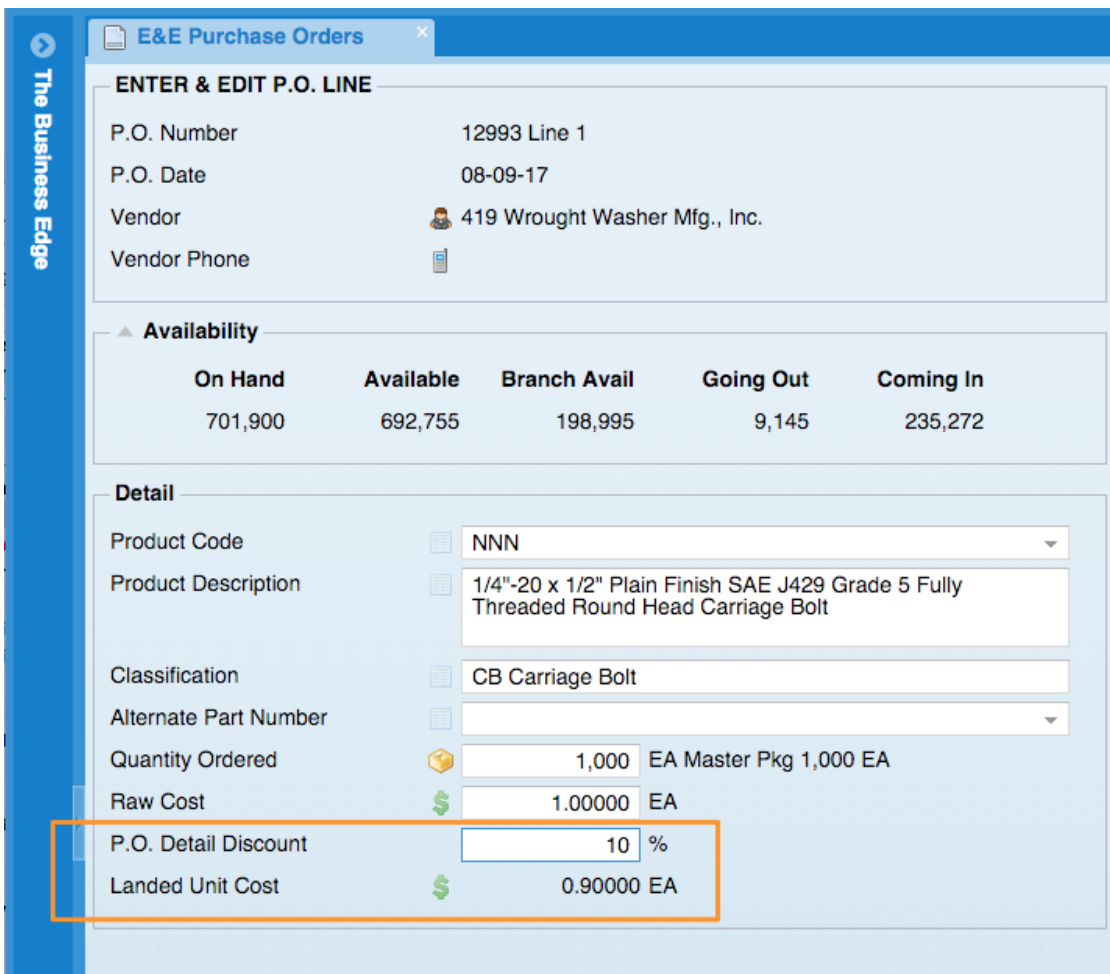 The Business Edge
E&E Purchase Orders
ENTER & EDIT P.O. LINE
P.O. Number 12993 Line 1
P.O. Date 08-09-17
Vendor 419 Wrought Washer Mfg., Inc.
Vendor Phone
Availability
On Hand Available Branch Avail Going Out Coming In
701,900 692,755 198,995 9,145 235,272
Detail
Product Code NNN
Product Description 1/4"-20 x 1/2" Plain Finish SAE J429 Grade 5 Fully
Threaded Round Head Carriage Bolt
Classification CB Carriage Bolt
Alternate Part Number
Quantity Ordered 1,000 EA Master Pkg 1,000 EA
Raw Cost $ 1.00000 EA
P.O. Detail Discount 10 %
Landed Unit Cost $ 0.90000 EA